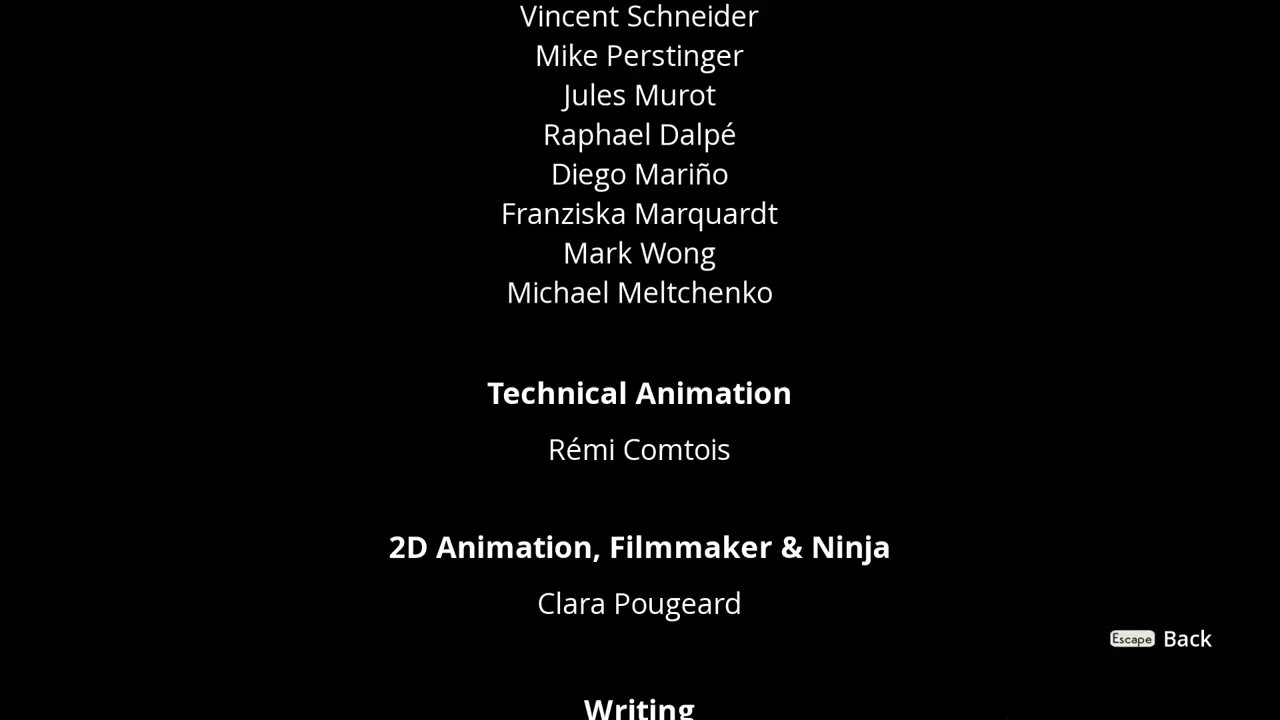 Vincent Schneider
Mike Perstinger
Jules Murot
Raphael Dalpé
Diego Mariño
Franziska Marquardt
Mark Wong
Michael Meltchenko
Technical Animation
Rémi Comtois
2D Animation, Filmmaker & Ninja
Clara Pougeard
Escape Back
Writing